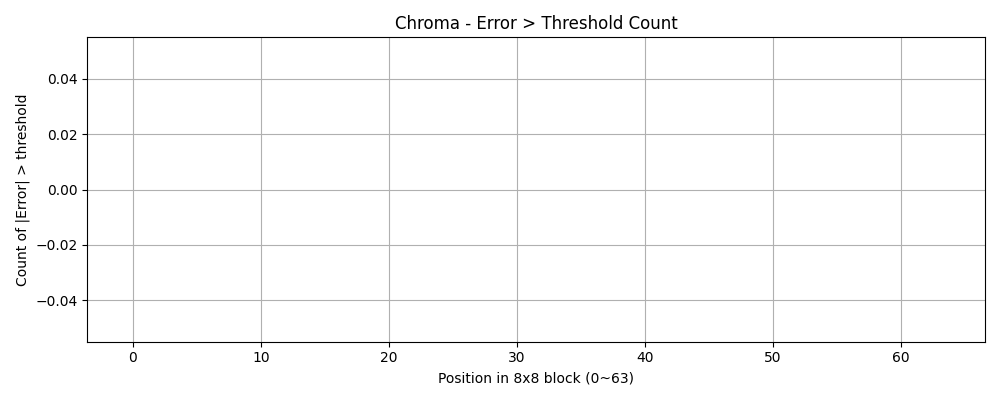 Chroma - Error > Threshold Count
Count of |Error| > threshold
0.04
0.02
0.00
−0.02
−0.04
0 10 20 30 40 50 60
Position in 8x8 block (0~63)